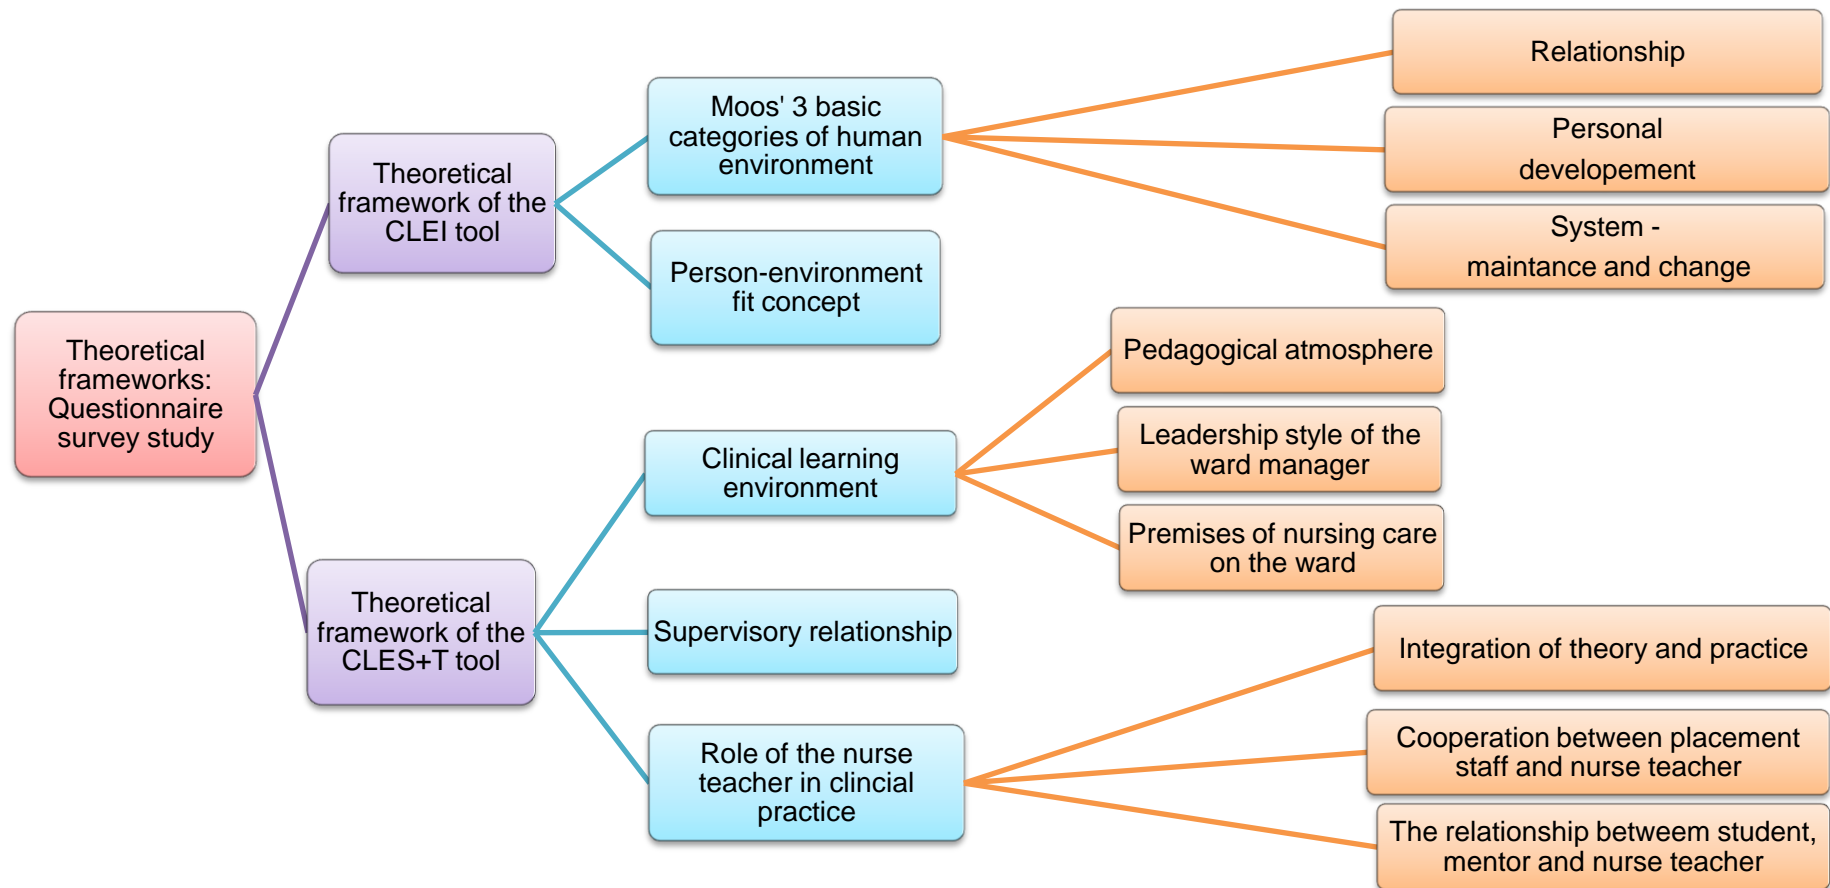 Theoretical
frameworks:
Questionnaire
survey study
Theoretical
framework of the
CLEI tool
Moos' 3 basic
categories of human
environment
Relationship
Personal
developement
System -
maintance and change
Person-environment
fit concept
Theoretical
framework of the
CLES+T tool
Clinical learning
environment
Pedagogical atmosphere
Leadership style of the
ward manager
Premises of nursing care
on the ward
Supervisory relationship
Role of the nurse
teacher in clincial
practice
Integration of theory and practice
Cooperation between placement
staff and nurse teacher
The relationship betweem student,
mentor and nurse teacher